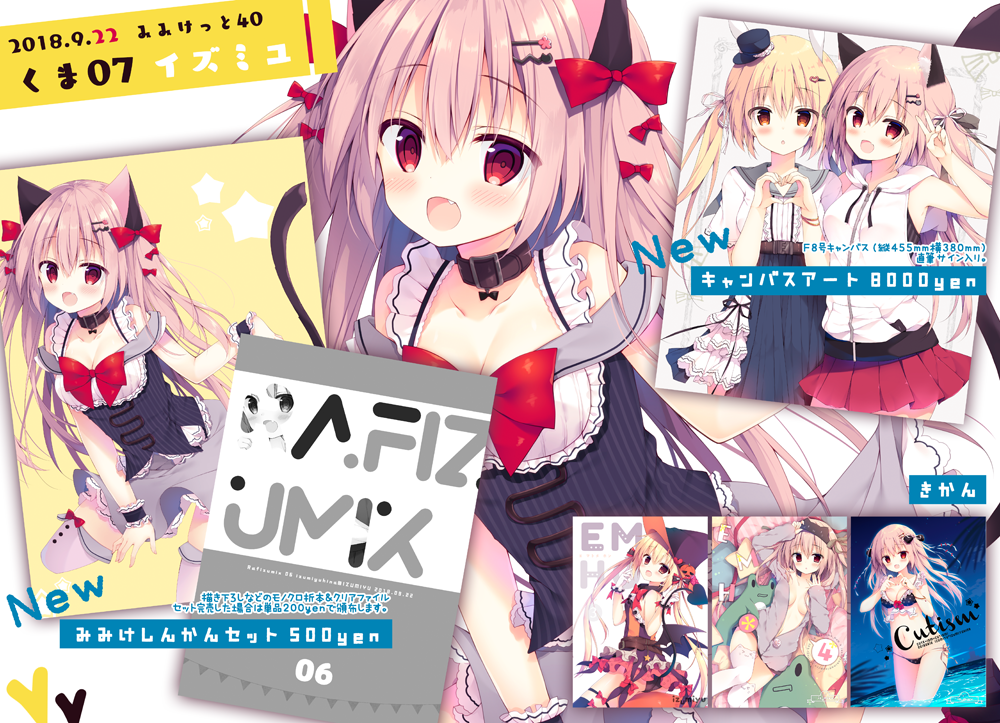 2018.9.22 みみけっと40
くま07 イズミユ
New
F8号キャンバス(縦455mm横380mm)
直筆サイン入り。
キャンバスアート 8000yen
A.FIZ
UMIX
描き下ろしなどのモノクロ折本&クリアファイル
セット完売した場合は単品200yenで頒布します。
New
みみけしんかんセット 500yen
06
きかん
EM
H
izumiyu
E
M
H
4
Cutism